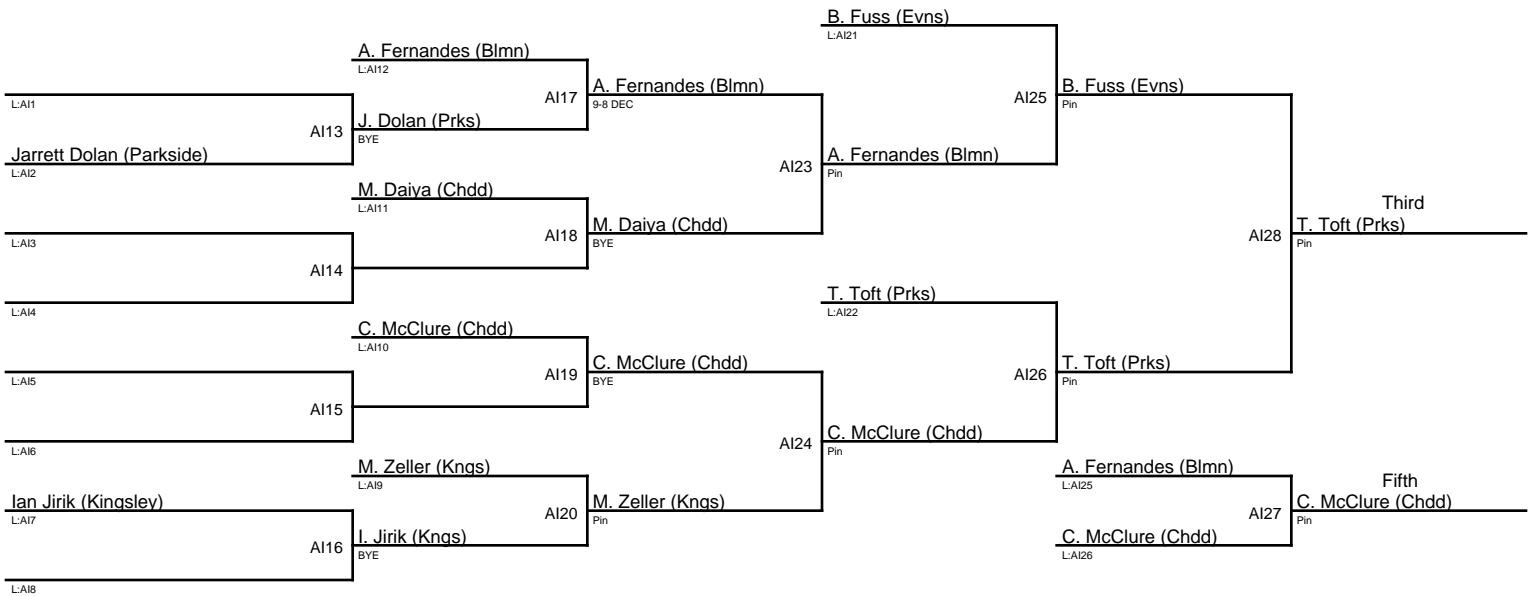 B. Fuss (Evns)
L:AI21
A. Fernandes (Blmn)
L:AI12
AI17
A. Fernandes (Blmn)
9-8 DEC
AI25
B. Fuss (Evns)
Pin
L:AI1
AI13
J. Dolan (Prks)
BYE
Jarrett Dolan (Parkside)
L:AI2
AI23
A. Fernandes (Blmn)
Pin
M. Daiya (Chdd)
L:AI11
Third
L:AI3
AI18
M. Daiya (Chdd)
BYE
AI28
T. Toft (Prks)
Pin
AI14
L:AI4
T. Toft (Prks)
L:AI22
C. McClure (Chdd)
L:AI10
L:AI5
AI19
C. McClure (Chdd)
BYE
AI26
T. Toft (Prks)
Pin
AI15
L:AI6
AI24
C. McClure (Chdd)
Pin
M. Zeller (Kngs)
L:AI9
A. Fernandes (Blmn)
L:AI25
Fifth
Ian Jirik (Kingsley)
L:AI7
AI20
M. Zeller (Kngs)
Pin
AI27
C. McClure (Chdd)
Pin
AI16
I. Jirik (Kngs)
BYE
C. McClure (Chdd)
L:AI26
L:AI8